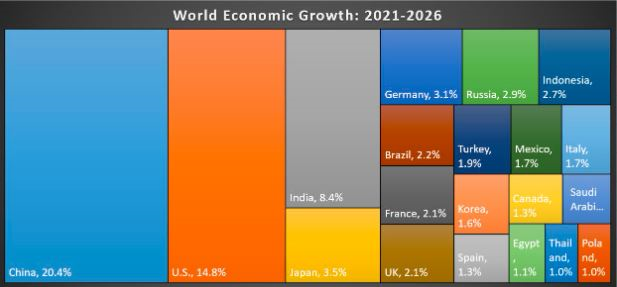 World Economic Growth: 2021-2026
China, 20.4%
U.S., 14.8%
India, 8.4%
Japan, 3.5%
Germany, 3.1%
Russia, 2.9%
Indonesia,
2.7%
Brazil, 2.2%
Turkey,
1.9%
Mexico,
1.7%
Italy,
1.7%
France, 2.1%
Korea,
1.6%
Canada,
1.3%
Saudi
Arabi...
UK, 2.1%
Spain,
1.3%
Egypt,
1.1%
Thail
and,
1.0%
Pola
nd,
1.0%